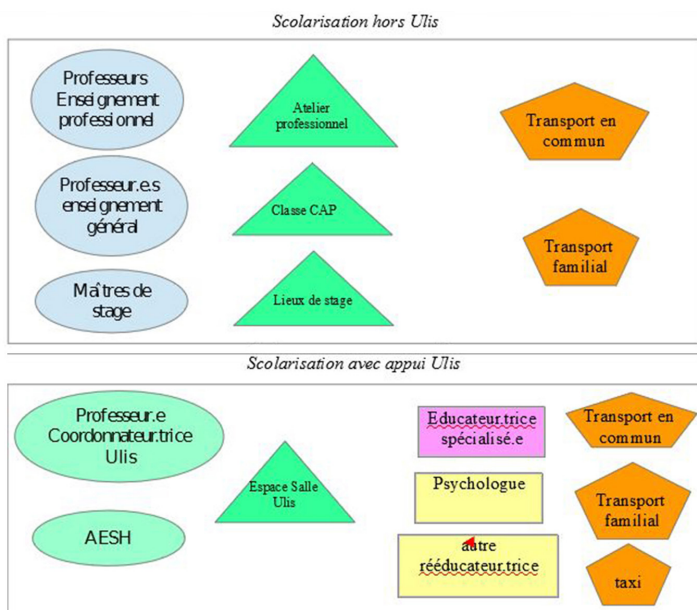 Scolarisation hors Ulis
Professeurs
Enseignement
professionnel
Atelier
professionnel
Transport en
commun
Professeur.e.s
enseignement
général
Classe CAP
Transport
familial
Maîtres de
stage
Lieux de stage
Scolarisation avec appui Ulis
Professeur.e
Coordonnateur.trice
Ulis
Espace Salle
Ulis
Educateur.trice
spécialisé.e
Transport en
commun
Psychologue
Transport
familial
AESH
autre
rééducateur.trice
taxi